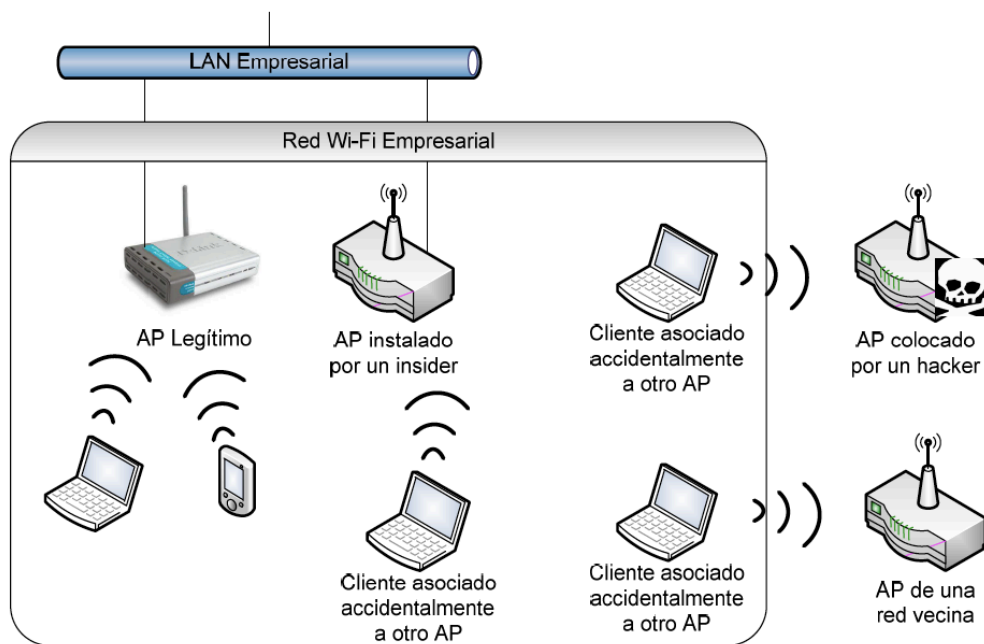 LAN Empresarial
Red Wi-Fi Empresarial
D-Link
AP Legítimo
AP instalado
por un insider
Cliente asociado
accidentalmente
a otro AP
AP colocado
por un hacker
Cliente asociado
accidentalmente
a otro AP
Cliente asociado
accidentalmente
a otro AP
AP de una
red vecina